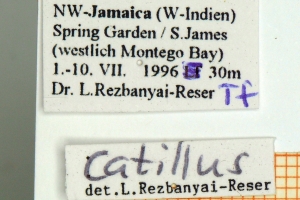 NW-Jamaica (W-Indien)
Spring Garden / S.James
(westlich Montego Bay)
1.-10. VII. 1996 30m
Dr. L.Rezbanyai-Reser Tf
catillus
det.L.Rezbanyai-Reser